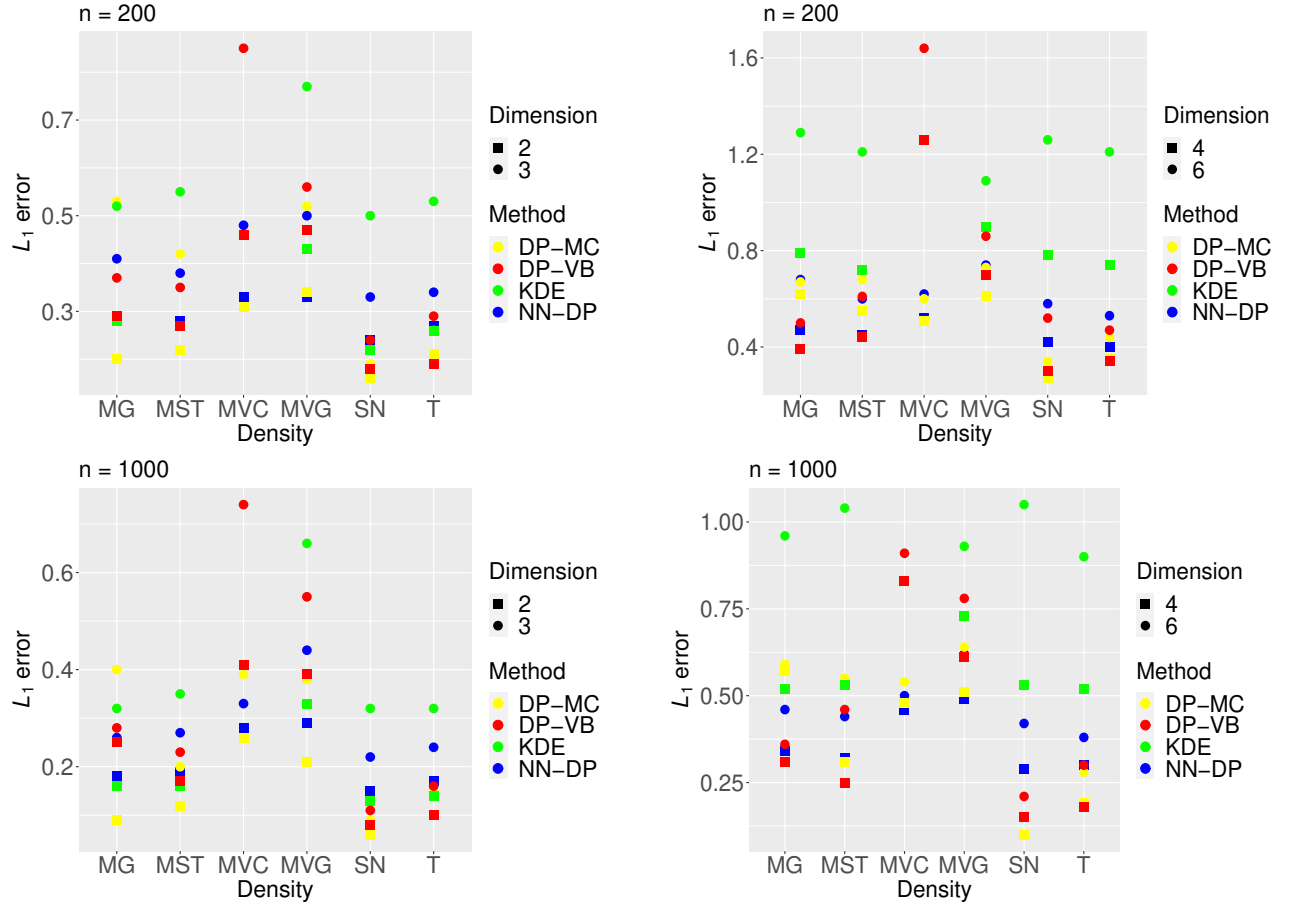 n = 200
L1 error
0.7
0.5
0.3
MG MST MVC MVG SN T
Density
Dimension
2
3
Method
DP−MC
DP−VB
KDE
NN−DP
n = 200
L1 error
1.6
1.2
0.8
0.4
MG MST MVC MVG SN T
Density
Dimension
4
6
Method
DP−MC
DP−VB
KDE
NN−DP
n = 1000
L1 error
0.6
0.4
0.2
MG MST MVC MVG SN T
Density
Dimension
2
3
Method
DP−MC
DP−VB
KDE
NN−DP
n = 1000
L1 error
1.00
0.75
0.50
0.25
MG MST MVC MVG SN T
Density
Dimension
4
6
Method
DP−MC
DP−VB
KDE
NN−DP